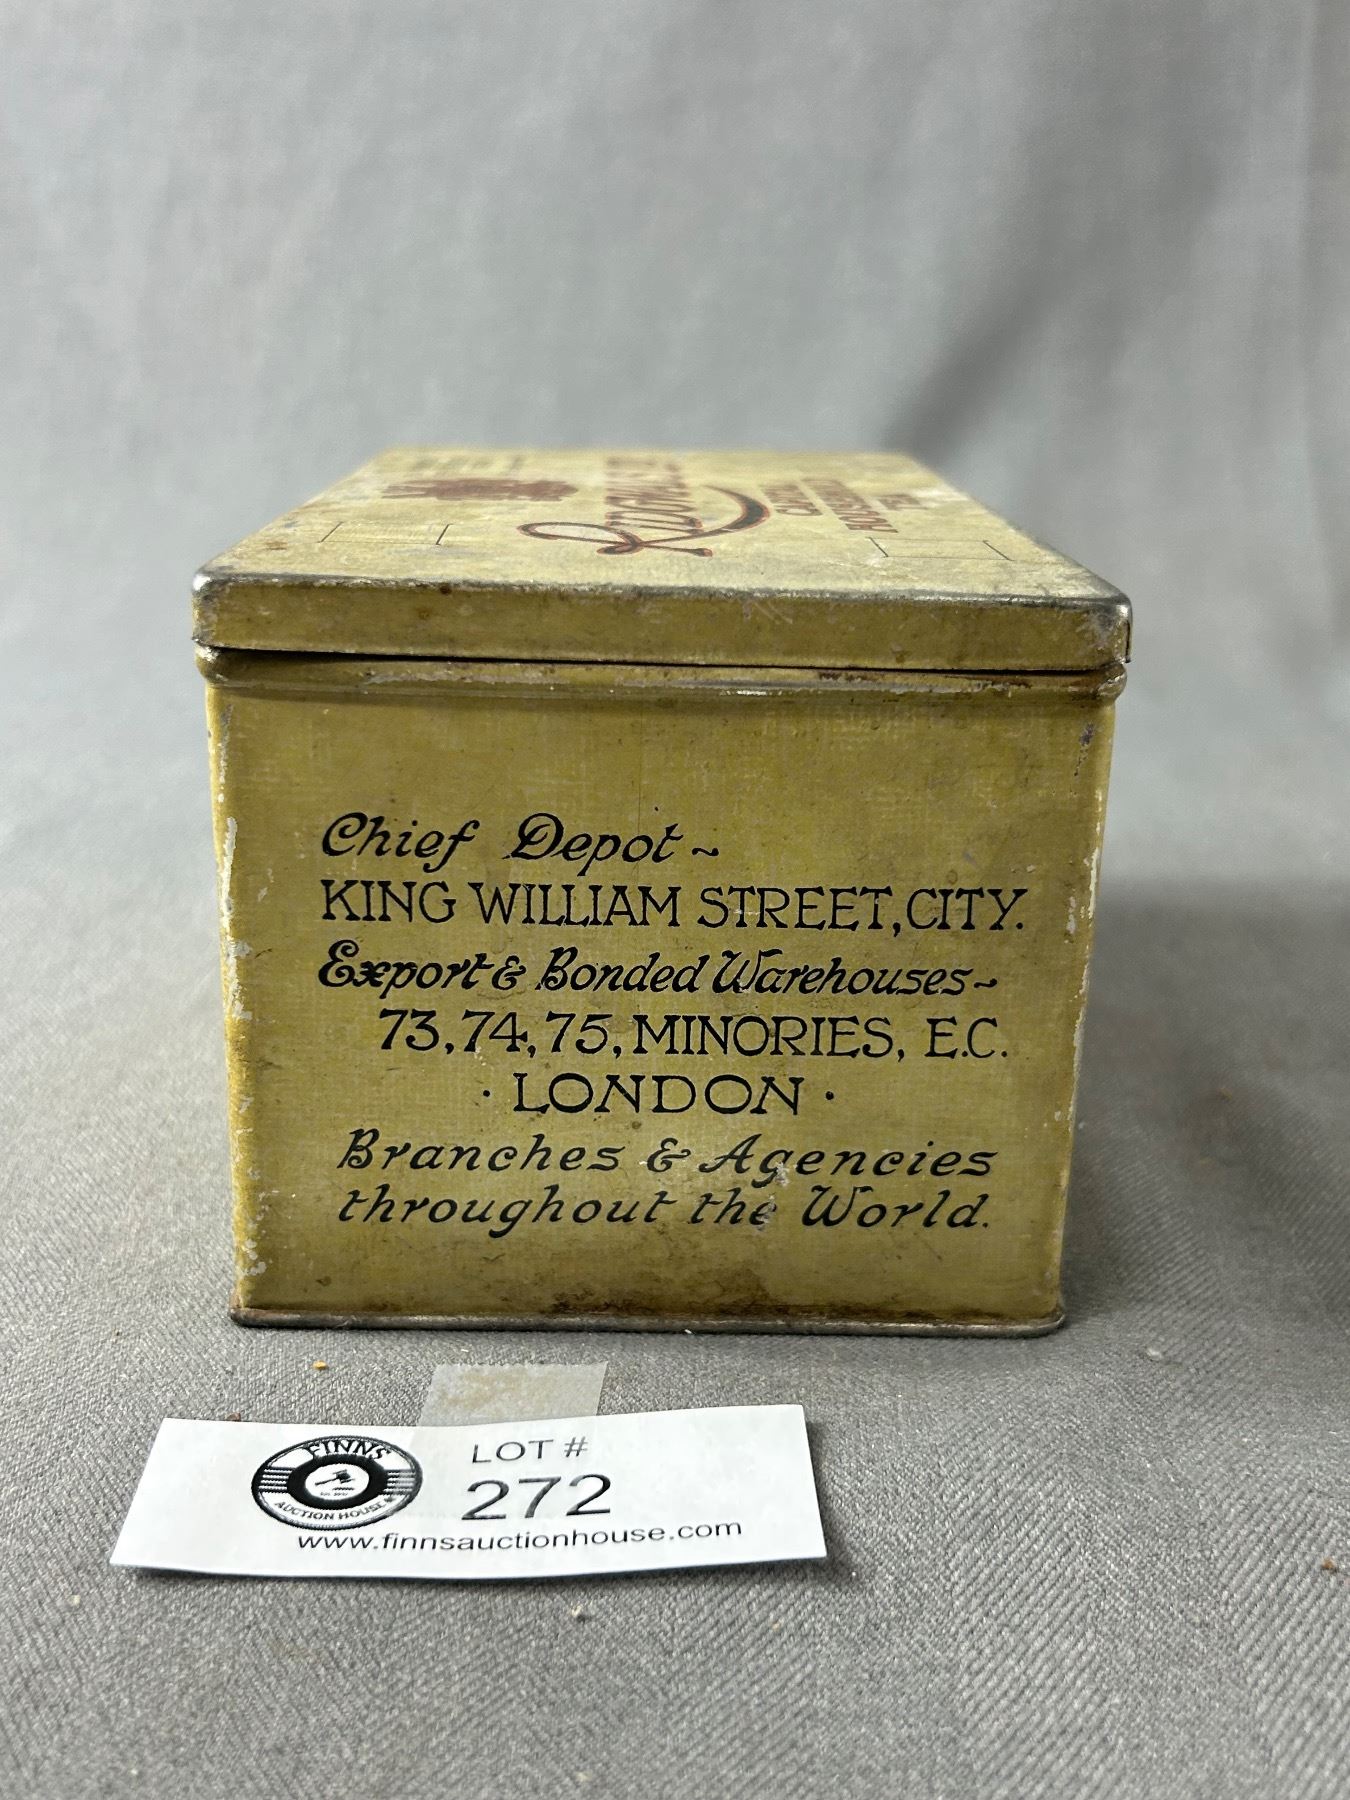 Chief Depot ~
KING WILLIAM STREET, CITY.
Export & Bonded Warehouses ~
73, 74, 75, MINORIES, E.C.
· LONDON ·
Branches & Agencies
throughout the World.
FINNS
AUCTION HOUSE
LOT #
272
www.finnsauctionhouse.com